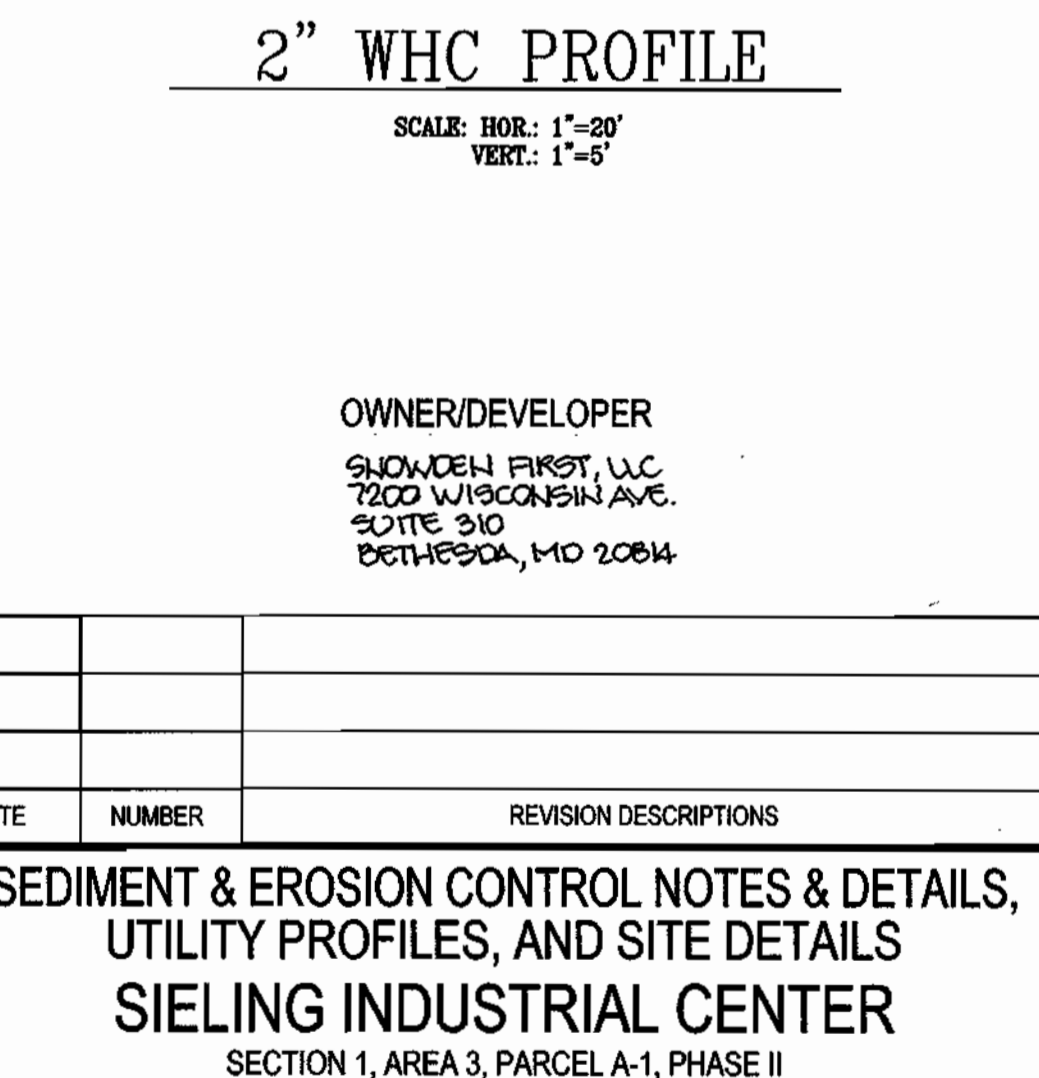 2” WHC PROFILE
SCALE: HOR.: 1"=20'
VERT.: 1"=5'
OWNER/DEVELOPER
SNOWDEN FIRST, LLC
7200 WISCONSIN AVE.
SUITE 310
BETHESDA, MD 20814
TE
NUMBER
REVISION DESCRIPTIONS
SEDIMENT & EROSION CONTROL NOTES & DETAILS,
UTILITY PROFILES, AND SITE DETAILS
SIELING INDUSTRIAL CENTER
SECTION 1, AREA 3, PARCEL A-1, PHASE II